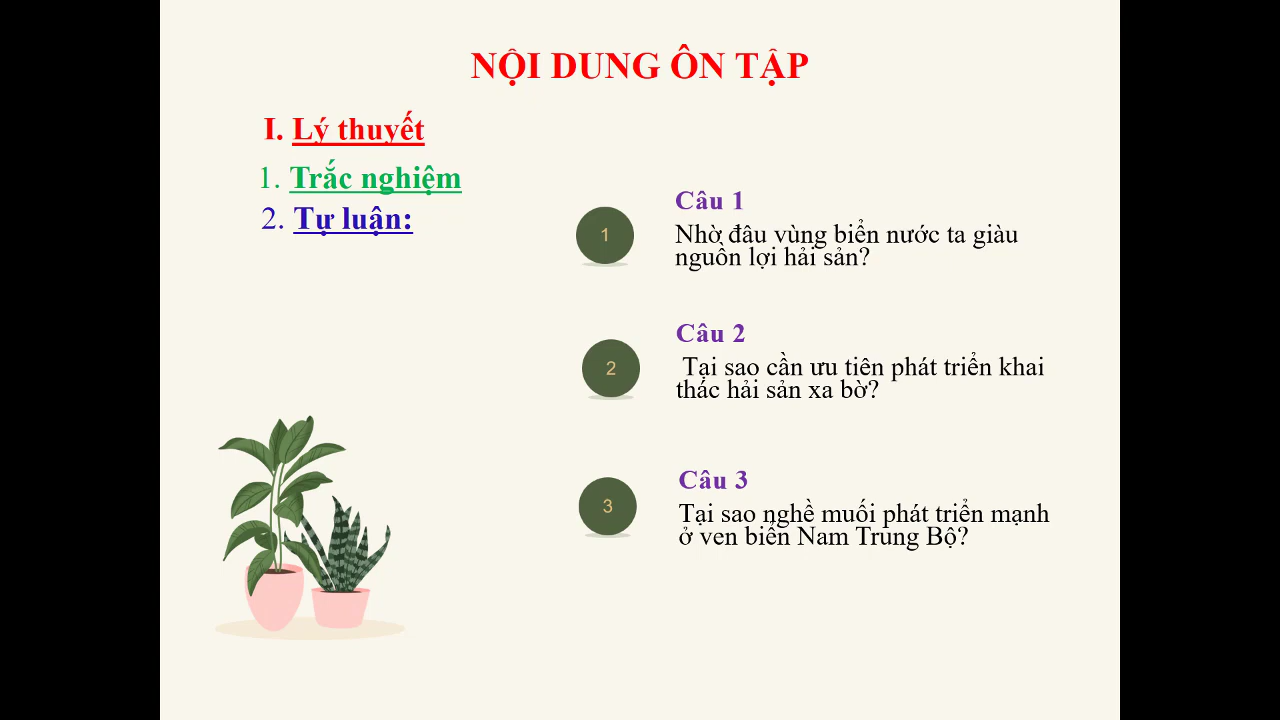 NỘI DUNG ÔN TẬP
I. Lý thuyết
1. Trắc nghiệm
2. Tự luận:
1
Câu 1
Nhờ đâu vùng biển nước ta giàu
nguồn lợi hải sản?
2
Câu 2
Tại sao cần ưu tiên phát triển khai
thác hải sản xa bờ?
3
Câu 3
Tại sao nghề muối phát triển mạnh
ở ven biển Nam Trung Bộ?